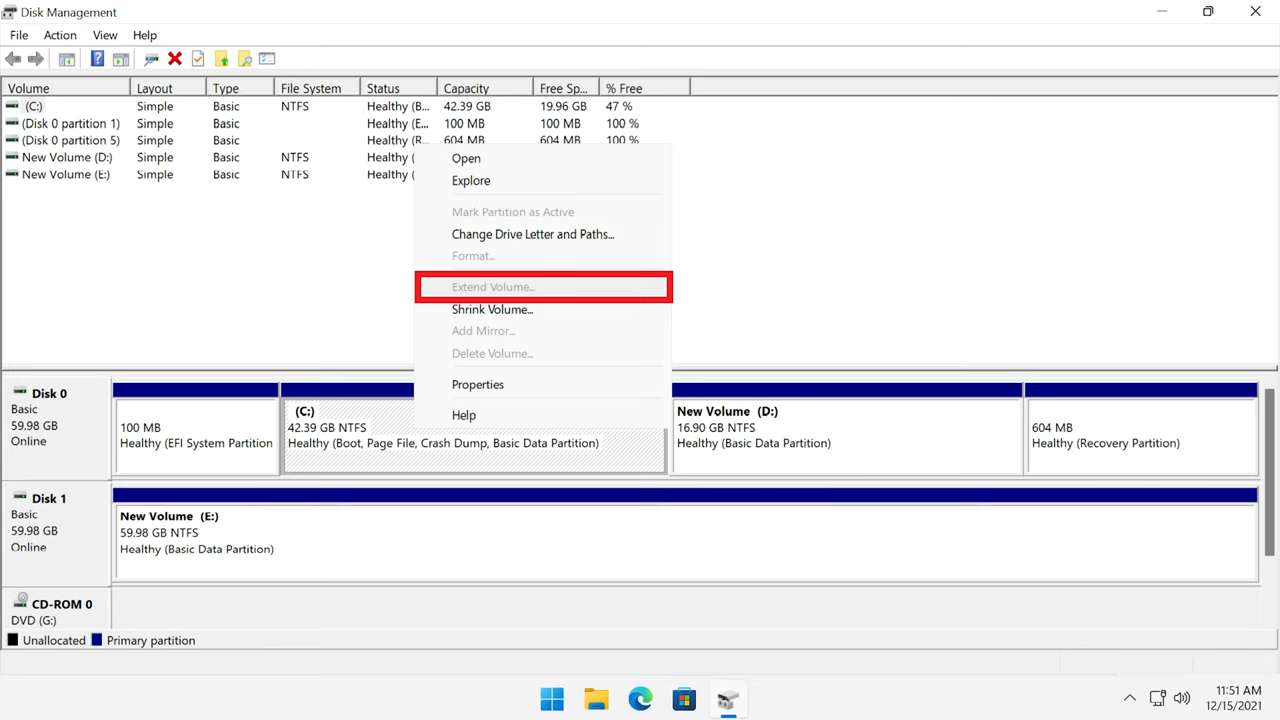 Disk Management
File Action View Help
Volume Layout Type File System Status Capacity Free Sp... % Free
(C:) Simple Basic NTFS Healthy (B... 42.39 GB 19.96 GB 47 %
(Disk 0 partition 1) Simple Basic Healthy (E... 100 MB 100 MB 100 %
(Disk 0 partition 5) Simple Basic Healthy (R... 604 MB 604 MB 100 %
New Volume (D:) Simple Basic NTFS Healthy (
New Volume (E:) Simple Basic NTFS Healthy (
Open
Explore
Mark Partition as Active
Change Drive Letter and Paths...
Format...
Extend Volume...
Shrink Volume...
Add Mirror...
Delete Volume...
Properties
Help
Disk 0
Basic
59.98 GB
Online
100 MB
Healthy (EFI System Partition
(C:)
42.39 GB NTFS
Healthy (Boot, Page File, Crash Dump, Basic Data Partition)
New Volume (D:)
16.90 GB NTFS
Healthy (Basic Data Partition)
604 MB
Healthy (Recovery Partition)
Disk 1
Basic
59.98 GB
Online
New Volume (E:)
59.98 GB NTFS
Healthy (Basic Data Partition)
CD-ROM 0
DVD (G:)
Unallocated Primary partition
11:51 AM
12/15/2021